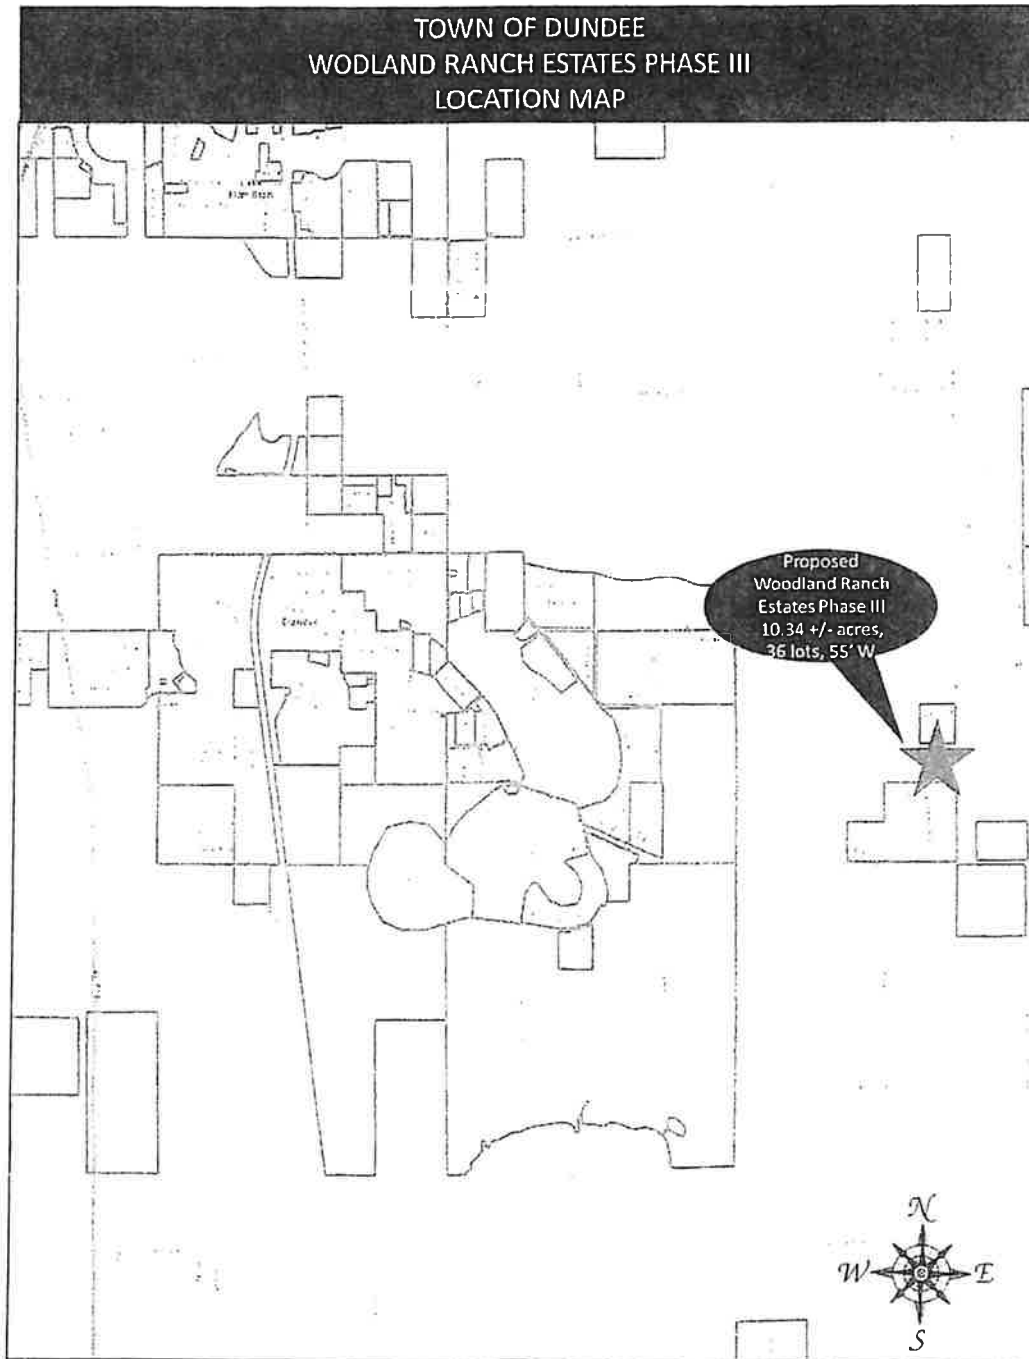 TOWN OF DUNDEE
WODLAND RANCH ESTATES PHASE III
LOCATION MAP
Proposed
Woodland Ranch
Estates Phase III
10.34 +/- acres,
36 lots, 55' W
N
W
E
S